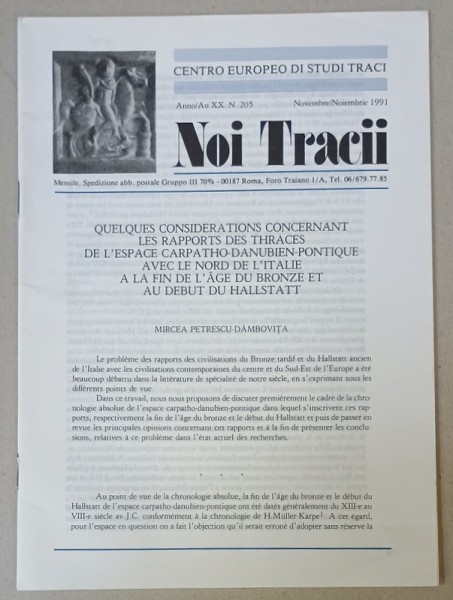 CENTRO EUROPEO DI STUDI TRACI
Anno/An XX. N. 205 Novembre/Noiembrie 1991
Noi Tracii
Mensile. Spedizione abb. postale Gruppo III 70% - 00187 Roma, Foro Traiano 1/A, Tel. 06/679.77.85
QUELQUES CONSIDERATIONS CONCERNANT
LES RAPPORTS DES THRACES
DE L'ESPACE CARPATHO-DANUBIEN-PONTIQUE
AVEC LE NORD DE L'ITALIE
A LA FIN DE L'ÂGE DU BRONZE ET
AU DEBUT DU HALLSTATT
MIRCEA PETRESCU-DÂMBOVIȚA
Le problème des rapports des civilisations du Bronze tardif et du Hallstatt ancien
de l'Italie avec les civilisations contemporaines du centre et du Sud-Est de l'Europe a été
beaucoup débattu dans la littérature de spécialité de notre siècle, en s'exprimant sous les
différents points de vue.
Dans ce travail, nous nous proposons de discuter premièrement le cadre de la chro-
nologie absolue de l'espace carpatho-danubien-pontique dans lequel s'inscrivent ces rap-
ports, respectivement la fin de l'âge du bronze et le début du Hallstatt et puis de passer en
revue les principales opinions concernant ces rapports et à la fin de présenter les conclu-
sions, relatives à ce problème dans l'état actuel des recherches.
* * *
Au point de vue de la chronologie absolue, la fin de l'âge du bronze et le début du
Hallstatt de l'espace carpatho-danubien-pontique ont été datés généralement du XIII-e au
VIII-e siècle av J.C. conformément à la chronologie de H.Müller-Karpe¹. A cet égard,
pour l'espace en question on a fait l'objection qu'il serait erroné d'adopter sans réserve la